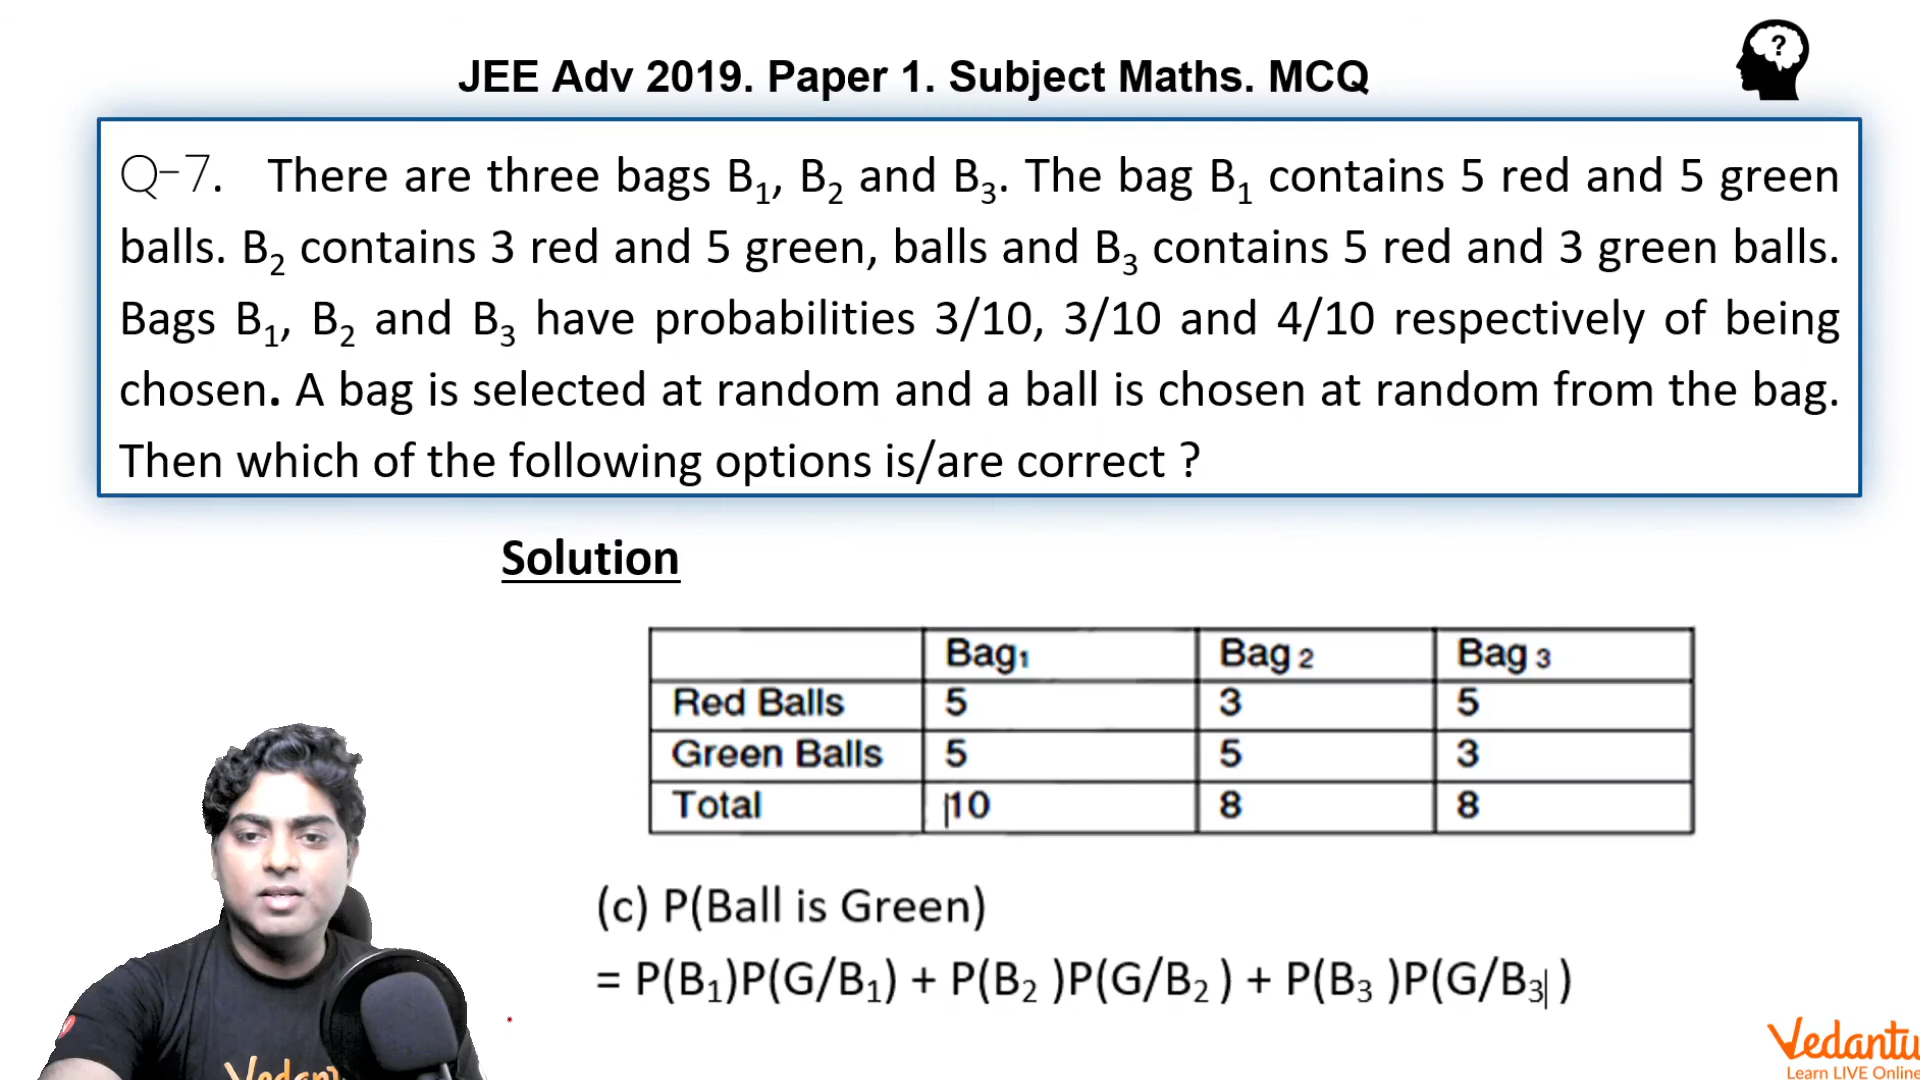 JEE Adv 2019. Paper 1. Subject Maths. MCQ
?
Q-7. There are three bags B₁, B₂ and B₃. The bag B₁ contains 5 red and 5 green
balls. B₂ contains 3 red and 5 green, balls and B₃ contains 5 red and 3 green balls.
Bags B₁, B₂ and B₃ have probabilities 3/10, 3/10 and 4/10 respectively of being
chosen. A bag is selected at random and a ball is chosen at random from the bag.
Then which of the following options is/are correct ?
Solution
Bag₁ Bag ₂ Bag ₃
Red Balls 5 3 5
Green Balls 5 5 3
Total 10 8 8
(c) P(Ball is Green)
= P(B₁)P(G/B₁) + P(B₂ )P(G/B₂ ) + P(B₃ )P(G/B₃ )
Vedantu
Learn LIVE Online